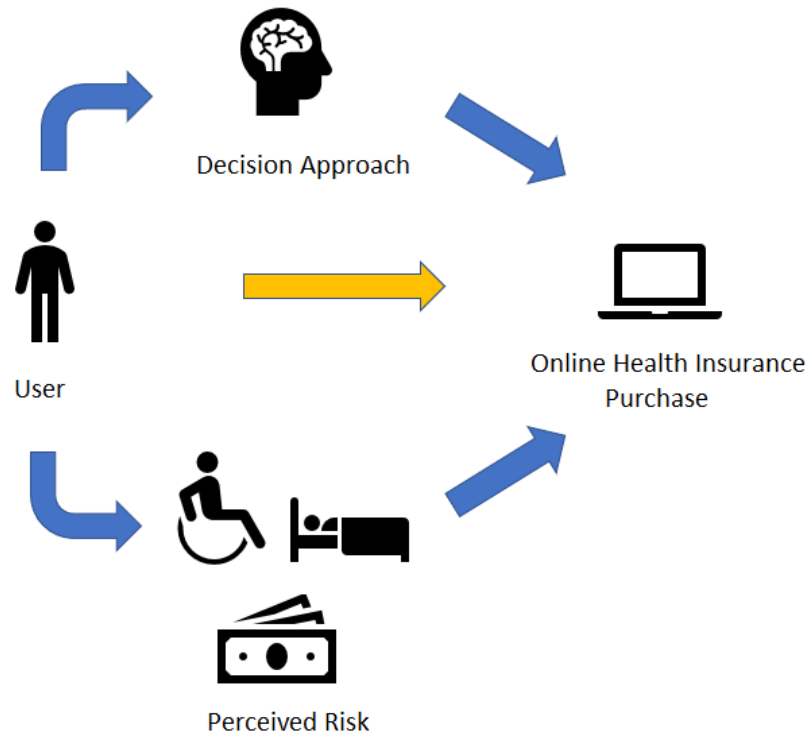 Decision Approach
User
Online Health Insurance
Purchase
Perceived Risk